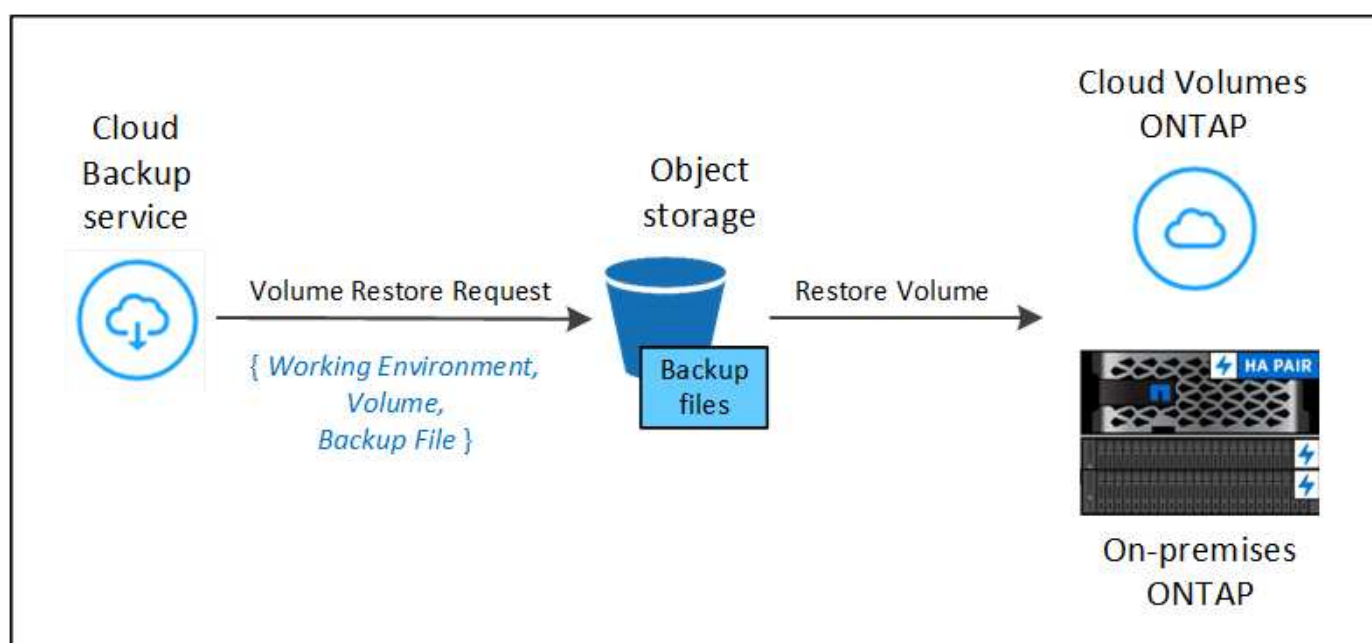 Cloud
Backup
service
Volume Restore Request
{ Working Environment,
Volume,
Backup File }
Object
storage
Backup
files
Restore Volume
Cloud Volumes
ONTAP
HA PAIR
On-premises
ONTAP